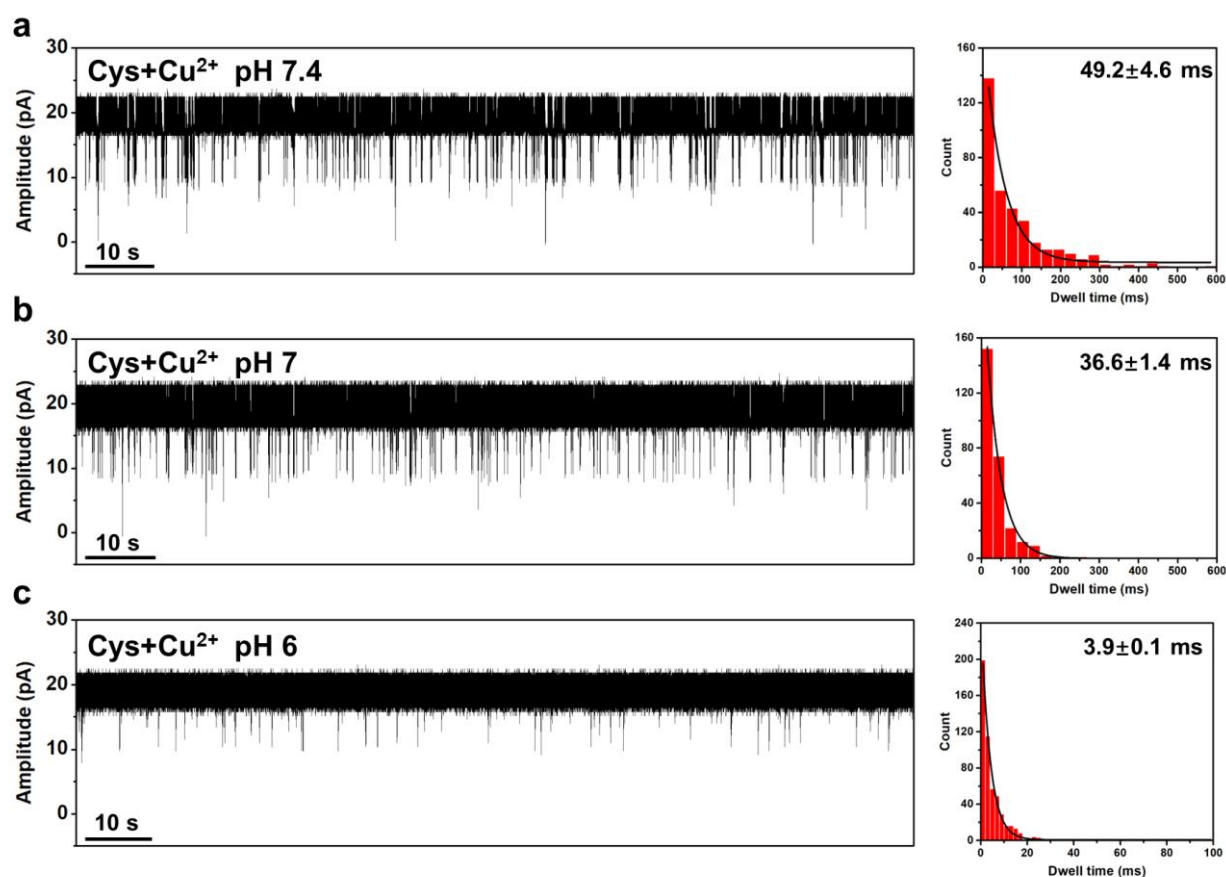 a
30
20
10
0
Amplitude (pA)
Cys+Cu²⁺ pH 7.4
10 s
160
120
80
40
0
Count
49.2±4.6 ms
0 100 200 300 400 500 600
Dwell time (ms)
b
30
20
10
0
Amplitude (pA)
Cys+Cu²⁺ pH 7
10 s
160
120
80
40
0
Count
36.6±1.4 ms
0 100 200 300 400 500 600
Dwell time (ms)
c
30
20
10
0
Amplitude (pA)
Cys+Cu²⁺ pH 6
10 s
240
200
160
120
80
40
0
Count
3.9±0.1 ms
0 20 40 60 80 100
Dwell time (ms)